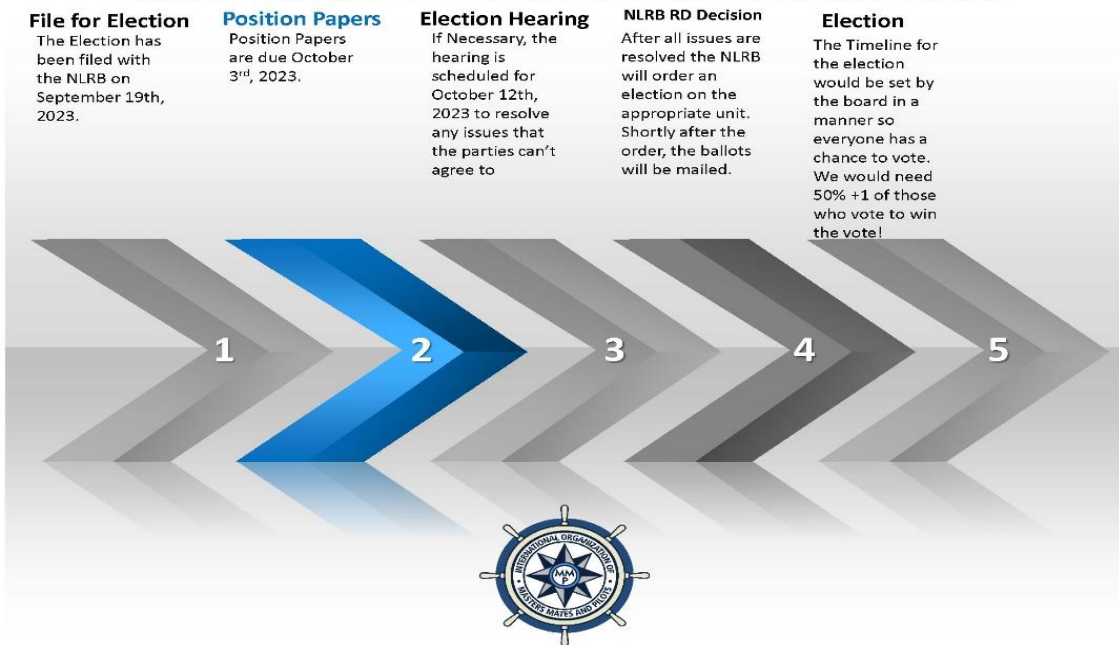 File for Election
The Election has
been filed with
the NLRB on
September 19th,
2023.
Position Papers
Position Papers
are due October
3rd, 2023.
Election Hearing
If Necessary, the
hearing is
scheduled for
October 12th,
2023 to resolve
any issues that
the parties can't
agree to
NLRB RD Decision
After all issues are
resolved the NLRB
will order an
election on the
appropriate unit.
Shortly after the
order, the ballots
will be mailed.
Election
The Timeline for
the election
would be set by
the board in a
manner so
everyone has a
chance to vote.
We would need
50% +1 of those
who vote to win
the vote!
1
2
3
4
5
INTERNATIONAL ORGANIZATION OF
MASTERS MATES AND PILOTS
MM
P